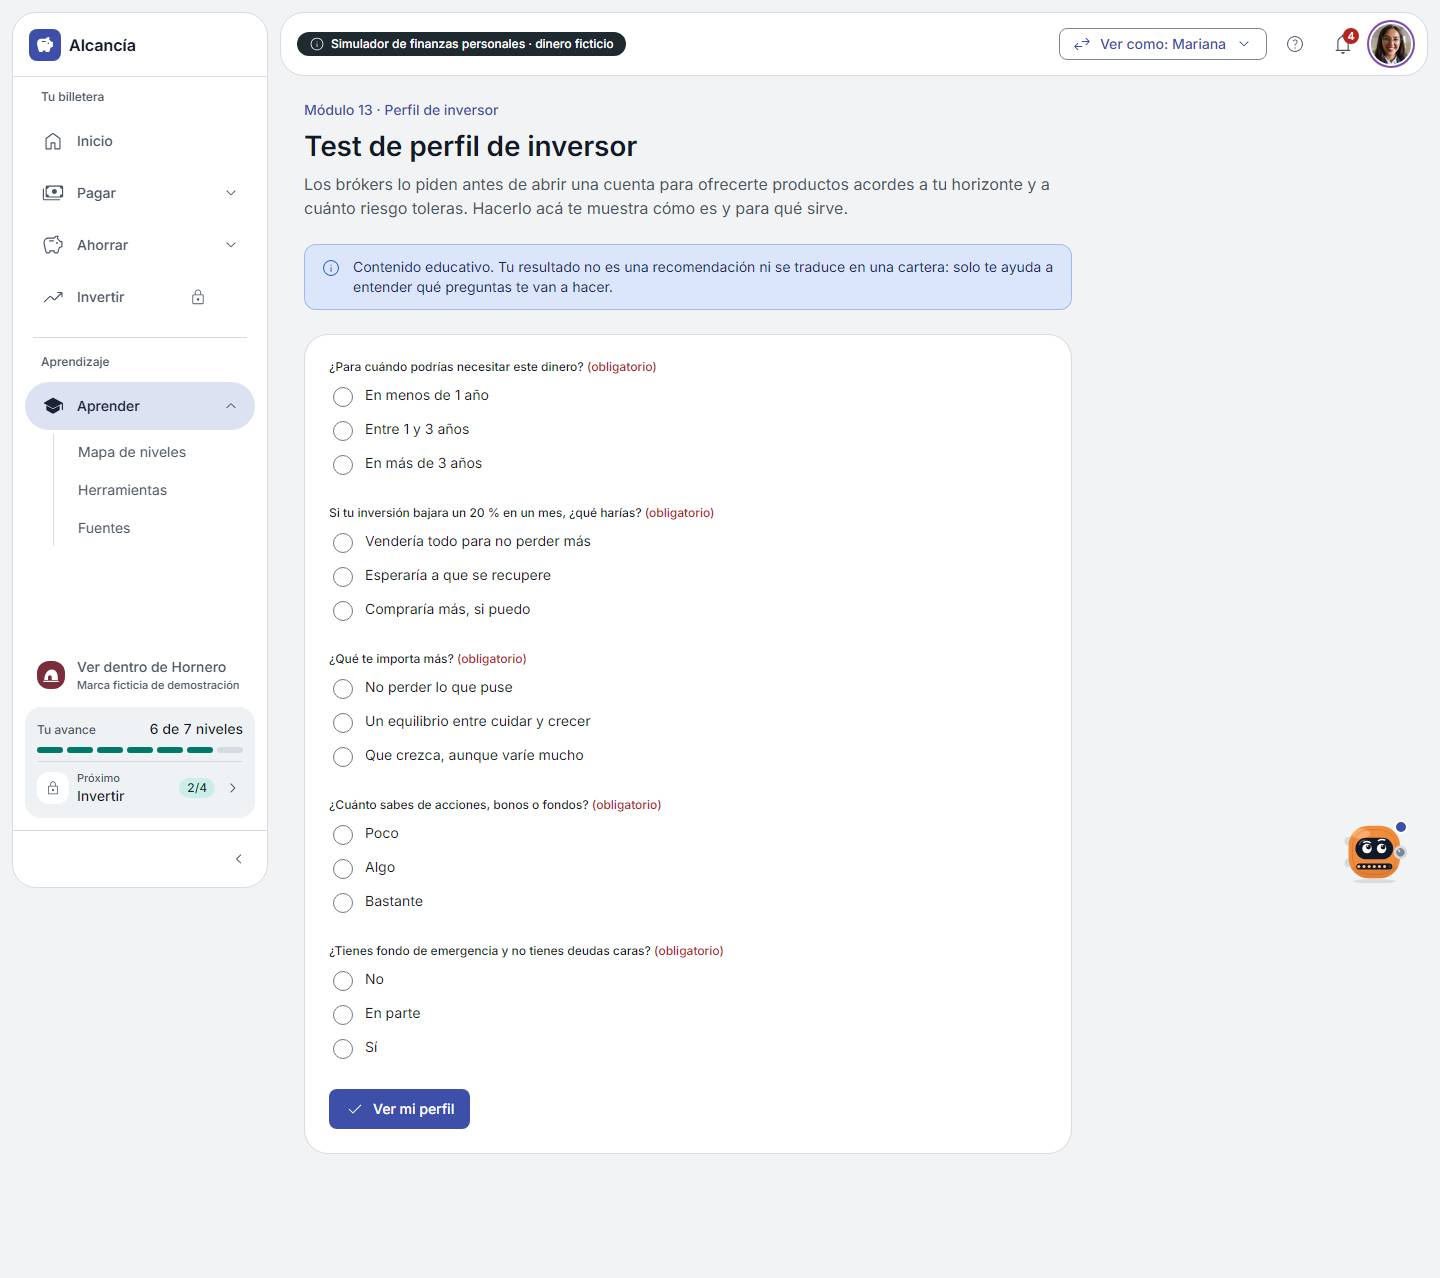 Alcancía
Tu billetera
Inicio
Pagar
Ahorrar
Invertir
Aprendizaje
Aprender
Mapa de niveles
Herramientas
Fuentes
Ver dentro de Hornero
Marca ficticia de demostración
Tu avance 6 de 7 niveles
Próximo
Invertir
2/4
Simulador de finanzas personales · dinero ficticio
Ver como: Mariana
4
Módulo 13 · Perfil de inversor
Test de perfil de inversor
Los brókers lo piden antes de abrir una cuenta para ofrecerte productos acordes a tu horizonte y a
cuánto riesgo toleras. Hacerlo acá te muestra cómo es y para qué sirve.
Contenido educativo. Tu resultado no es una recomendación ni se traduce en una cartera: solo te ayuda a
entender qué preguntas te van a hacer.
¿Para cuándo podrías necesitar este dinero? (obligatorio)
En menos de 1 año
Entre 1 y 3 años
En más de 3 años
Si tu inversión bajara un 20 % en un mes, ¿qué harías? (obligatorio)
Vendería todo para no perder más
Esperaría a que se recupere
Compraría más, si puedo
¿Qué te importa más? (obligatorio)
No perder lo que puse
Un equilibrio entre cuidar y crecer
Que crezca, aunque varíe mucho
¿Cuánto sabes de acciones, bonos o fondos? (obligatorio)
Poco
Algo
Bastante
¿Tienes fondo de emergencia y no tienes deudas caras? (obligatorio)
No
En parte
Sí
Ver mi perfil